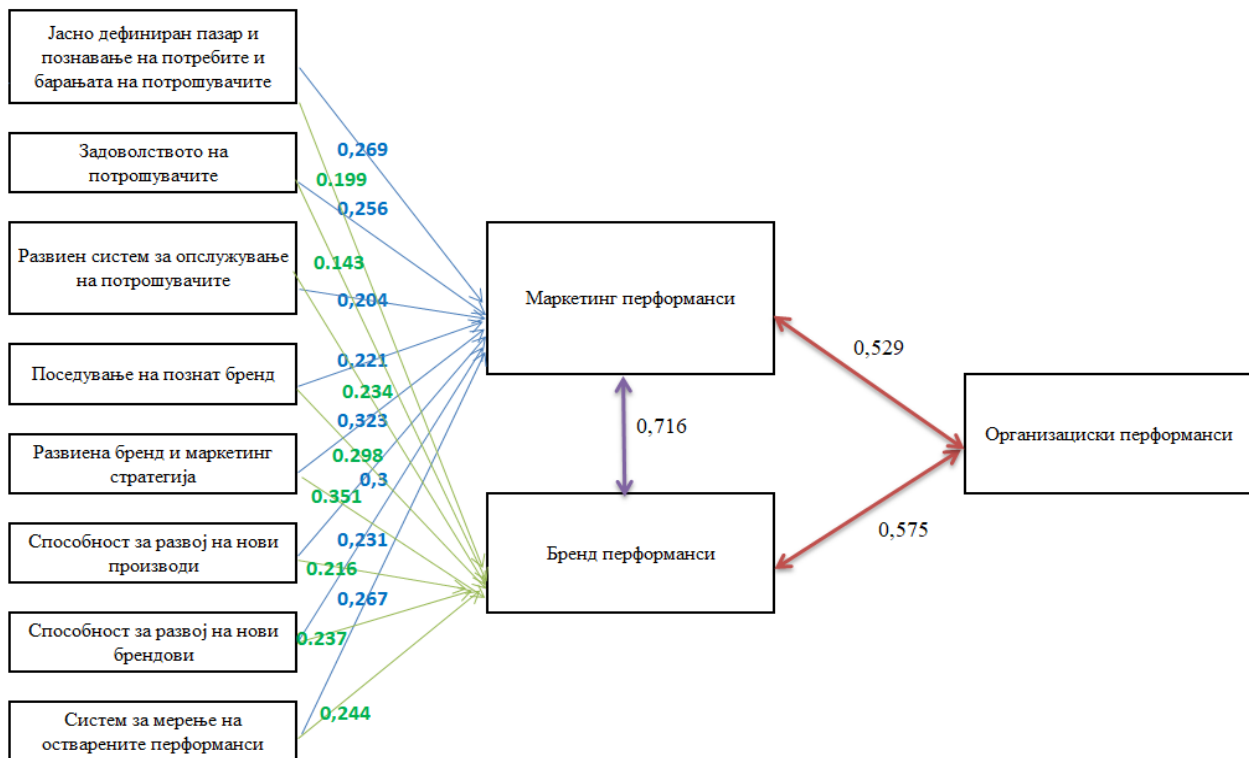 Јасно дефиниран пазар и
познавање на потребите и
барањата на потрошувачите
Задоволството на
потрошувачите
Развиен систем за опслужување
на потрошувачите
Поседување на познат бренд
Развиена бренд и маркетинг
стратегија
Способност за развој на нови
производи
Способност за развој на нови
брендови
Систем за мерење на
остварените перформанси
0,269
0.199
0,256
0.143
0,204
0,221
0.234
0,323
0.298
0,3
0.351
0,231
0.216
0,267
0.237
0,244
Маркетинг перформанси
0,716
Бренд перформанси
0,529
0,575
Организациски перформанси